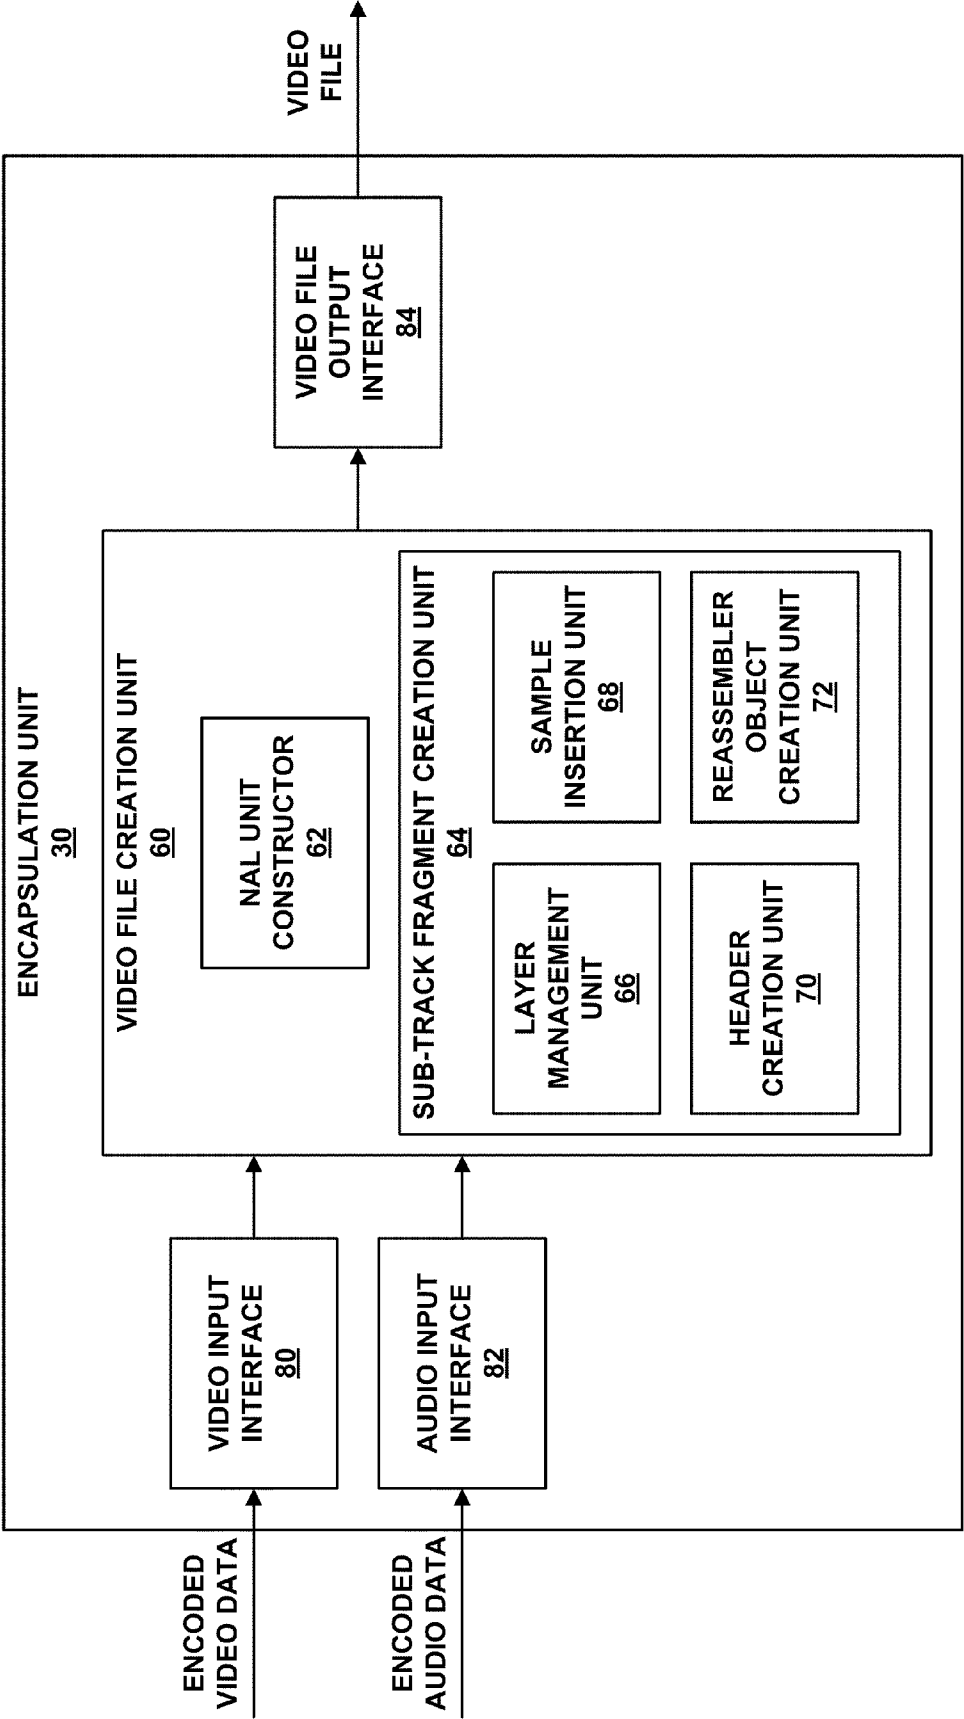 ENCAPSULATION UNIT
30
VIDEO FILE CREATION UNIT
60
NAL UNIT
CONSTRUCTOR
62
SUB-TRACK FRAGMENT CREATION UNIT
64
LAYER
MANAGEMENT
UNIT
66
SAMPLE
INSERTION UNIT
68
HEADER
CREATION UNIT
70
REASSEMBLER
OBJECT
CREATION UNIT
72
ENCODED
VIDEO DATA
VIDEO INPUT
INTERFACE
80
ENCODED
AUDIO DATA
AUDIO INPUT
INTERFACE
82
VIDEO FILE
OUTPUT
INTERFACE
84
VIDEO
FILE